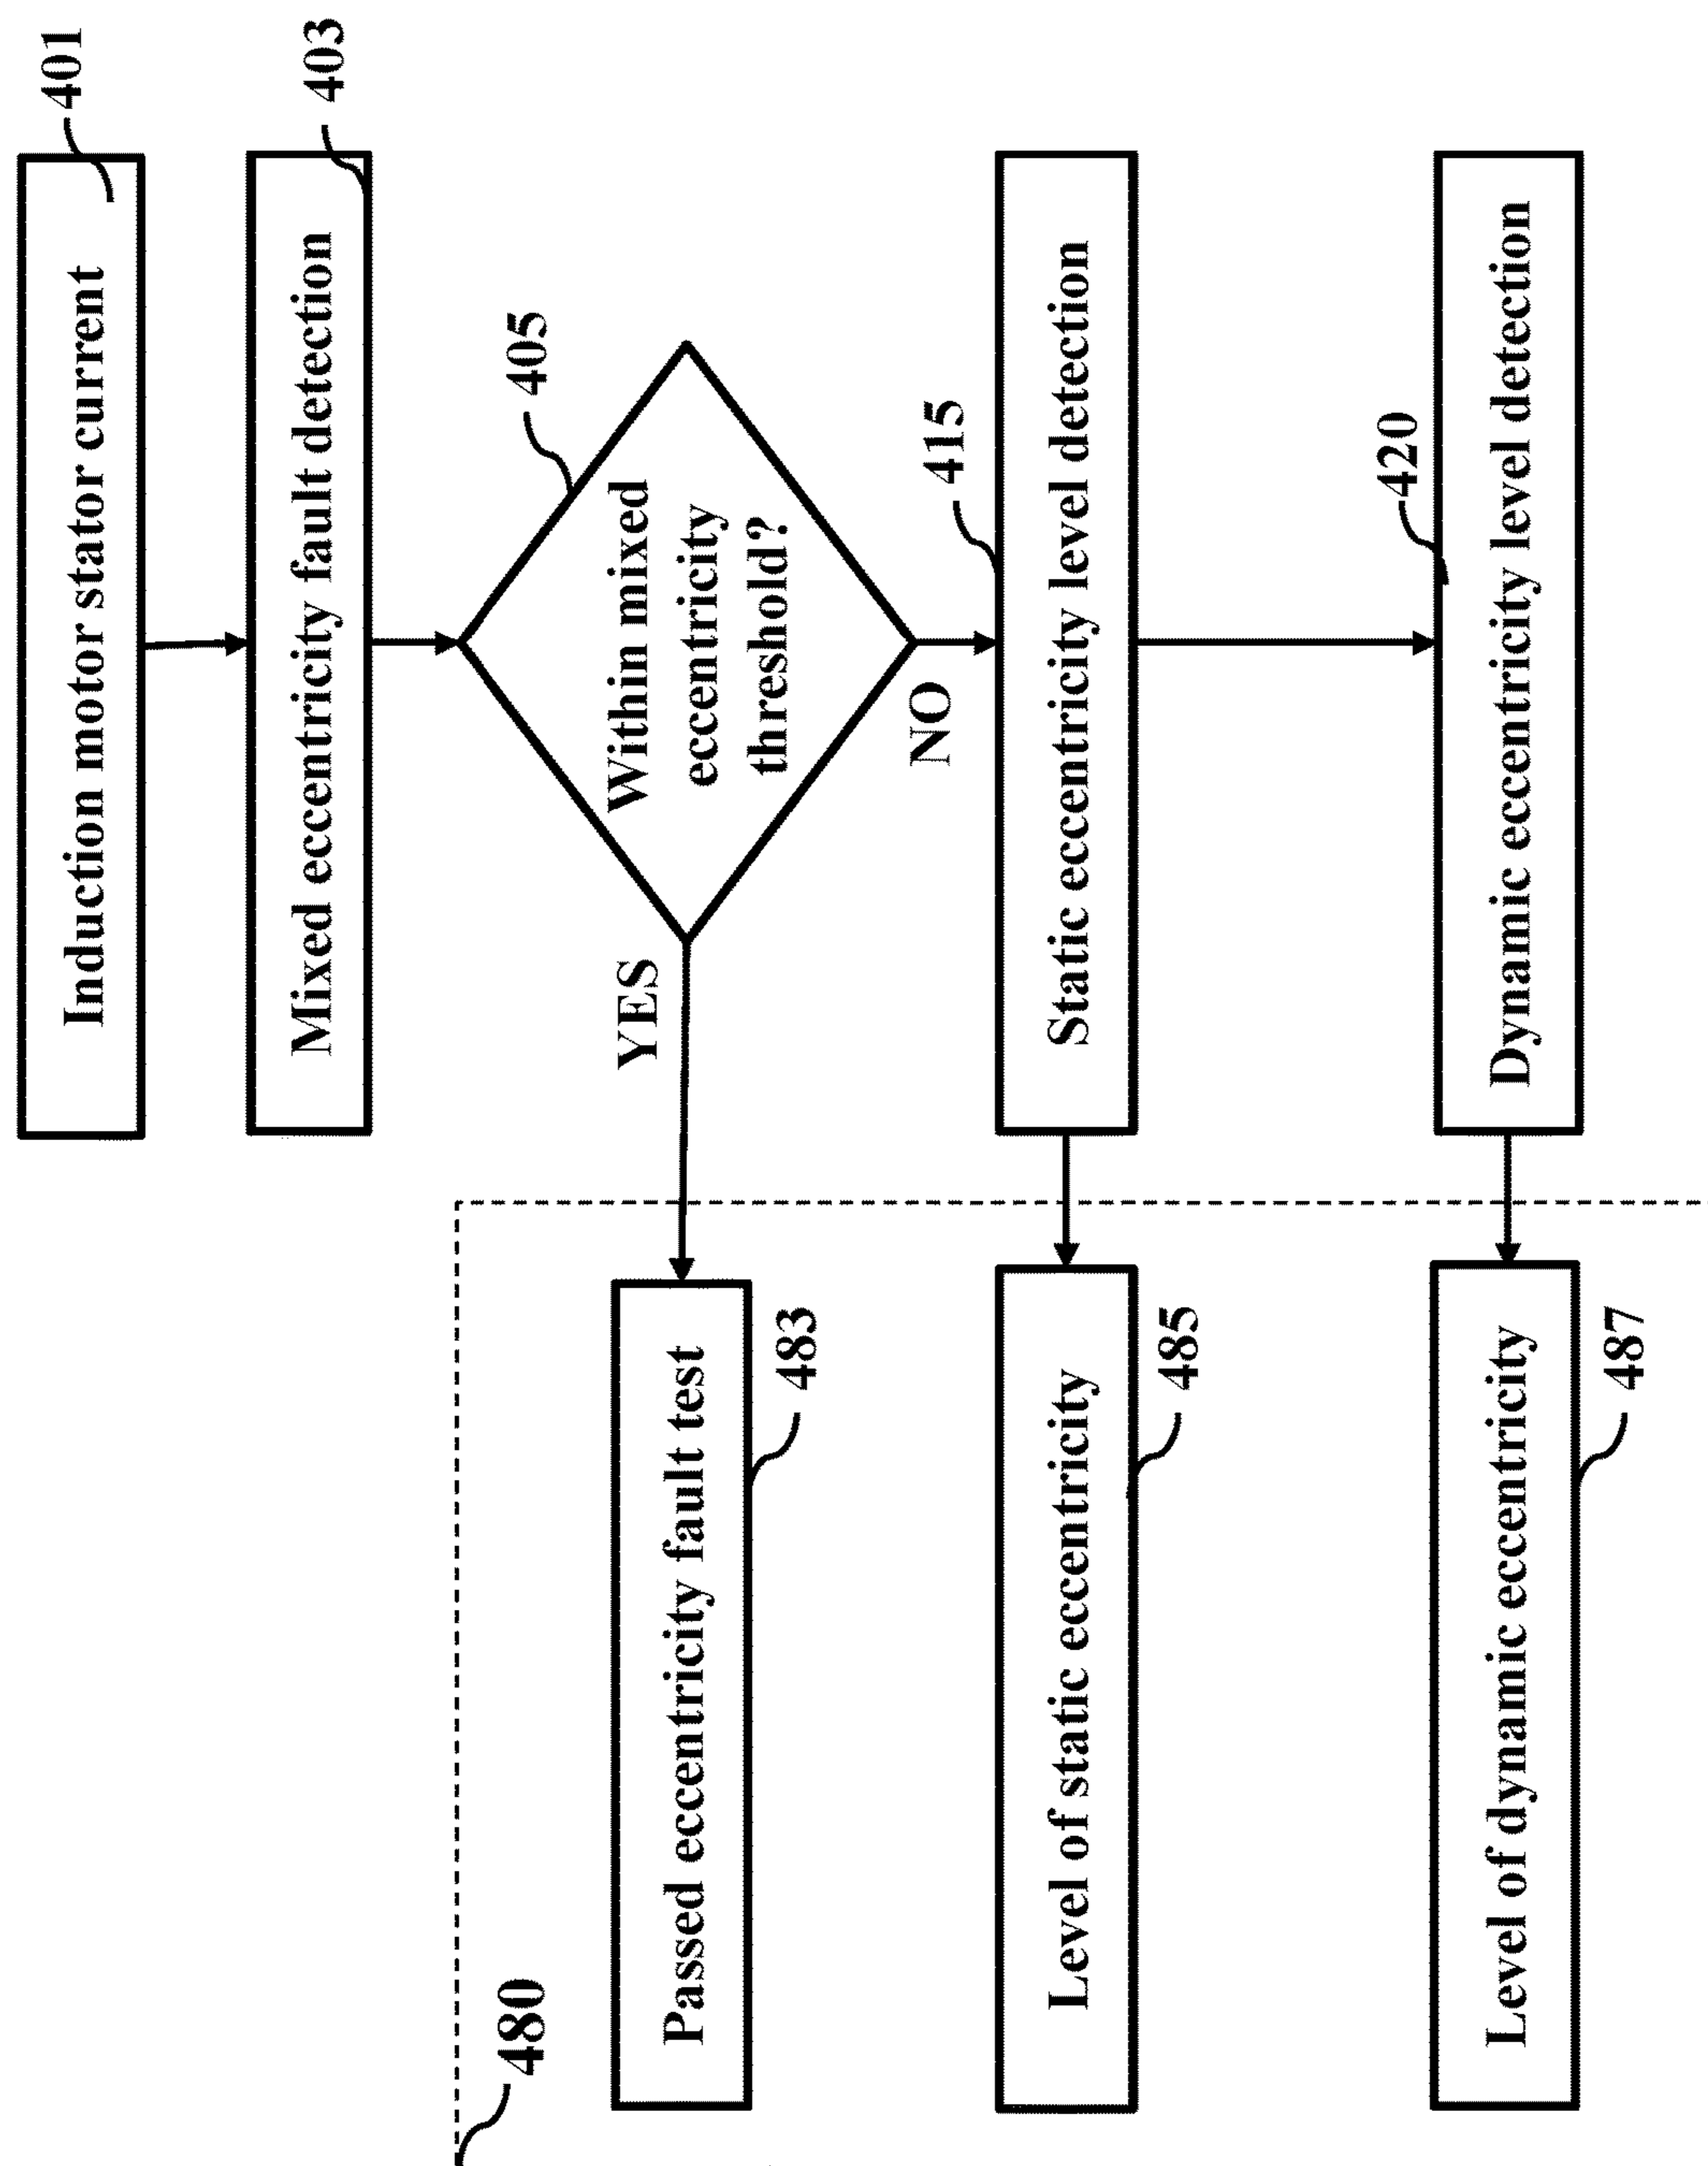 401
Induction motor stator current
403
Mixed eccentricity fault detection
405
Within mixed
eccentricity
threshold?
YES
NO
480
Passed eccentricity fault test
483
415
Static eccentricity level detection
Level of static eccentricity
485
420
Dynamic eccentricity level detection
Level of dynamic eccentricity
487